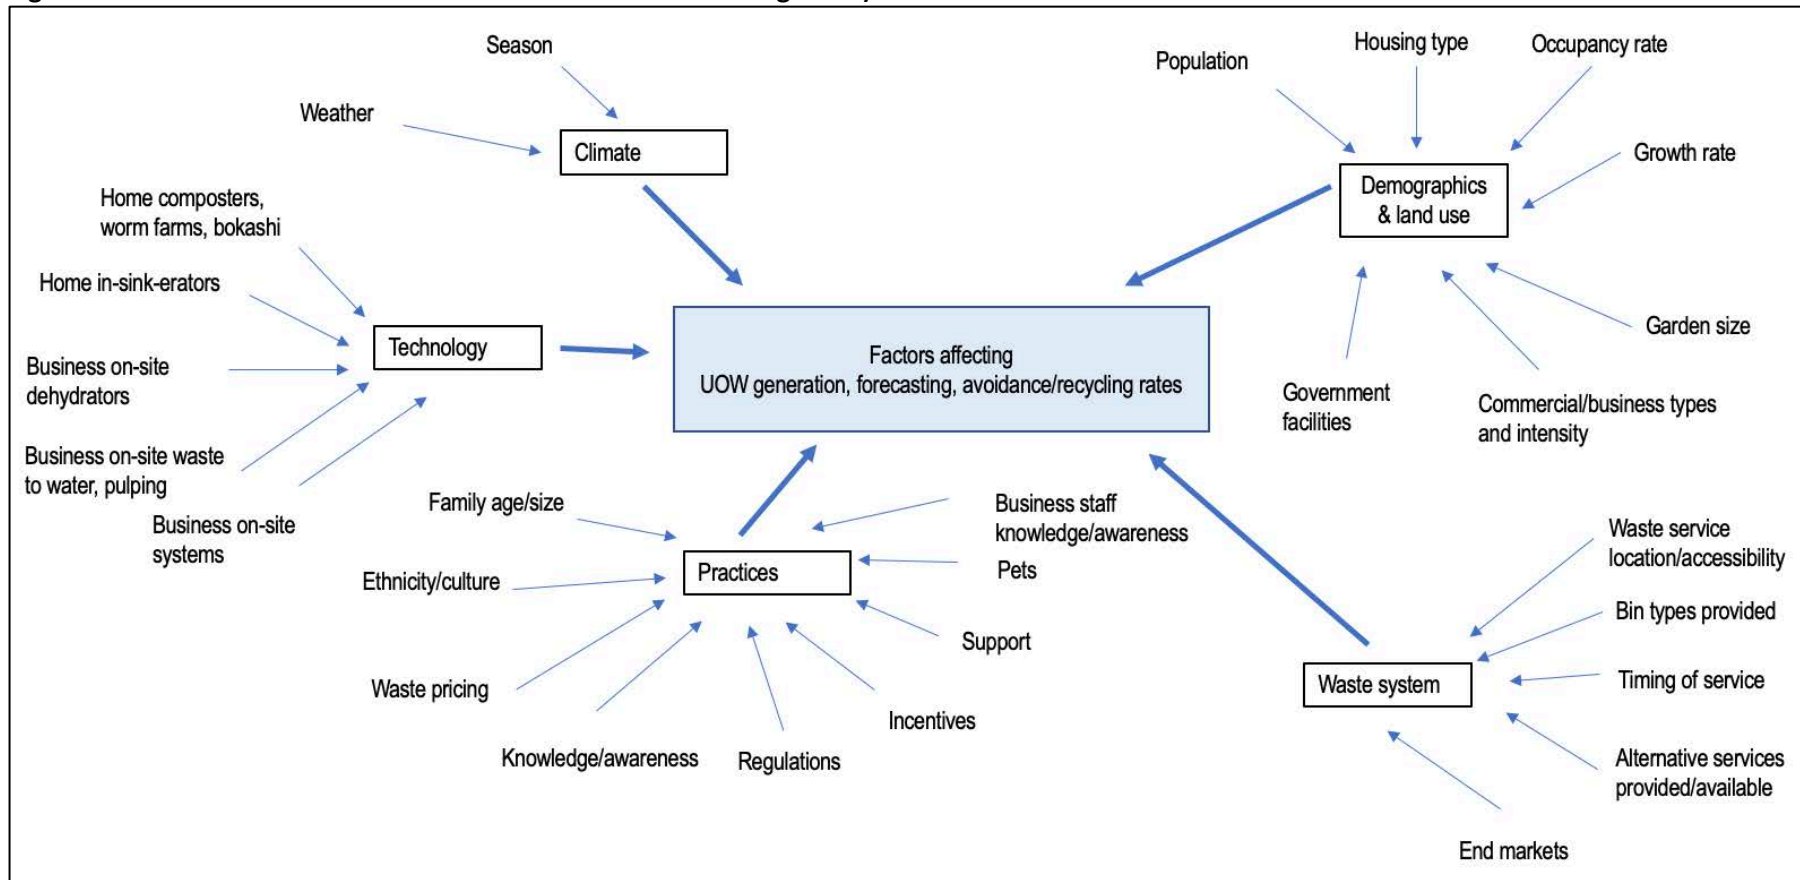 Season
Weather
Climate
Home composters,
worm farms, bokashi
Home in-sink-erators
Technology
Business on-site
dehydrators
Business on-site waste
to water, pulping
Business on-site
systems
Population
Housing type
Occupancy rate
Growth rate
Demographics
& land use
Garden size
Government
facilities
Commercial/business types
and intensity
Factors affecting
UOW generation, forecasting, avoidance/recycling rates
Family age/size
Business staff
knowledge/awareness
Ethnicity/culture
Practices
Pets
Support
Waste pricing
Incentives
Knowledge/awareness
Regulations
Waste service
location/accessibility
Bin types provided
Waste system
Timing of service
Alternative services
provided/available
End markets